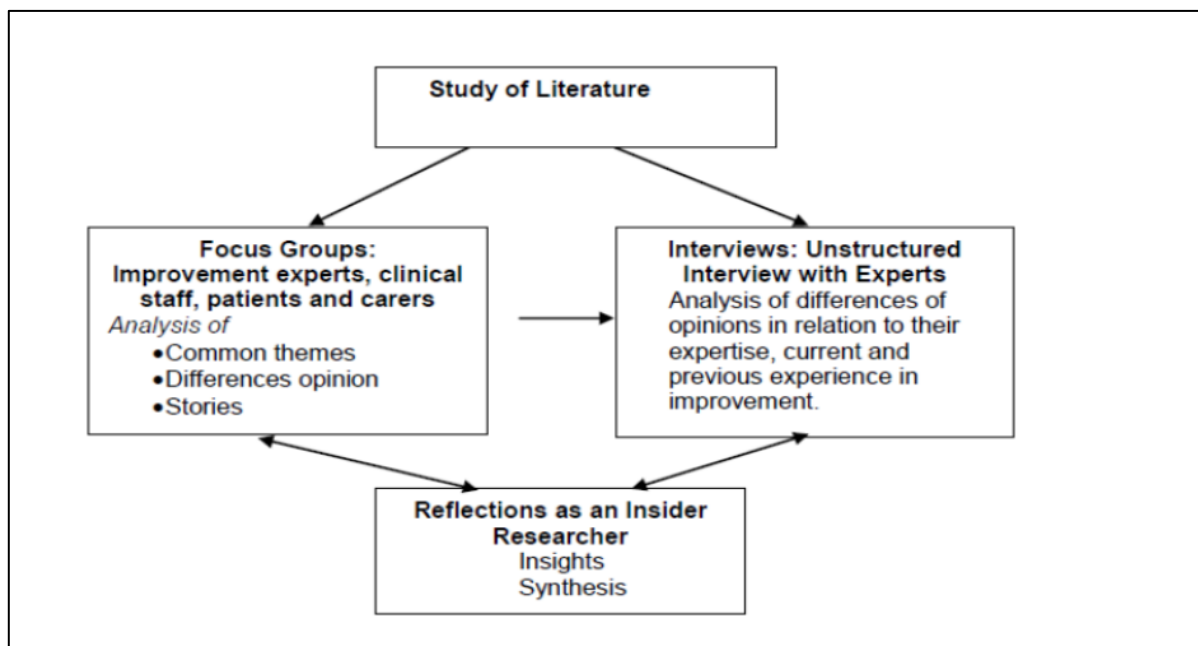 Study of Literature
Focus Groups:
Improvement experts, clinical
staff, patients and carers
Analysis of
•Common themes
•Differences opinion
•Stories
Interviews: Unstructured
Interview with Experts
Analysis of differences of
opinions in relation to their
expertise, current and
previous experience in
improvement.
Reflections as an Insider
Researcher
Insights
Synthesis